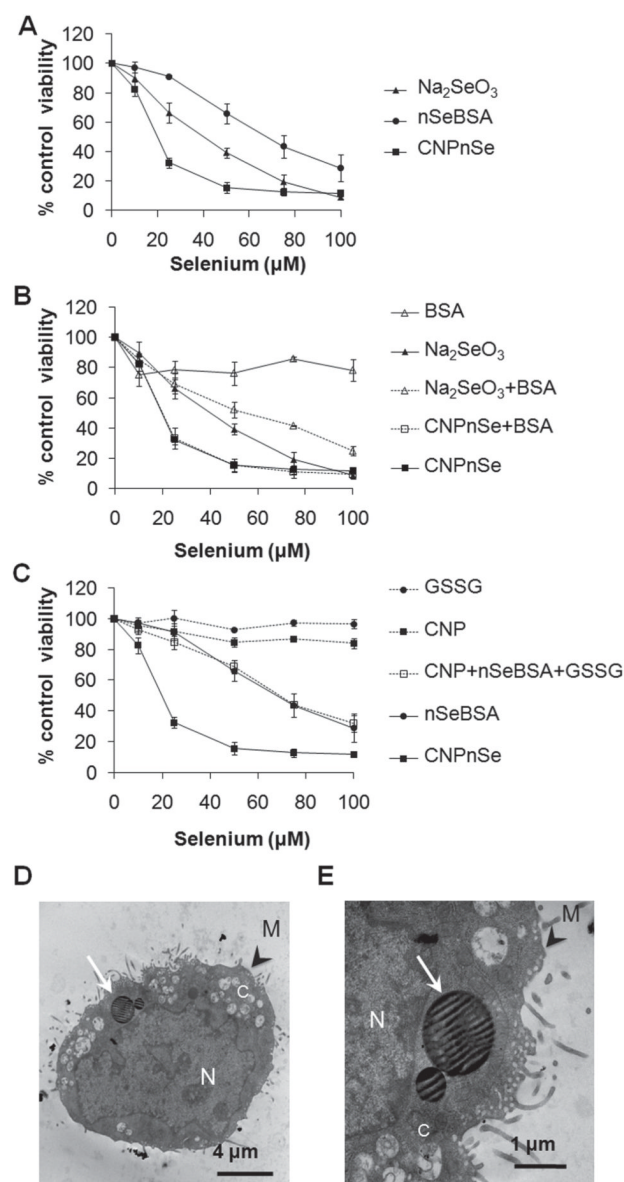 A
% control viability
120
100
80
60
40
20
0
0 20 40 60 80 100
Selenium (µM)
Na₂SeO₃
nSeBSA
CNPnSe
B
% control viability
120
100
80
60
40
20
0
0 20 40 60 80 100
Selenium (µM)
BSA
Na₂SeO₃
Na₂SeO₃+BSA
CNPnSe+BSA
CNPnSe
C
% control viability
120
100
80
60
40
20
0
0 20 40 60 80 100
Selenium (µM)
GSSG
CNP
CNP+nSeBSA+GSSG
nSeBSA
CNPnSe
D
M
C
N
4 µm
E
M
N
C
1 µm